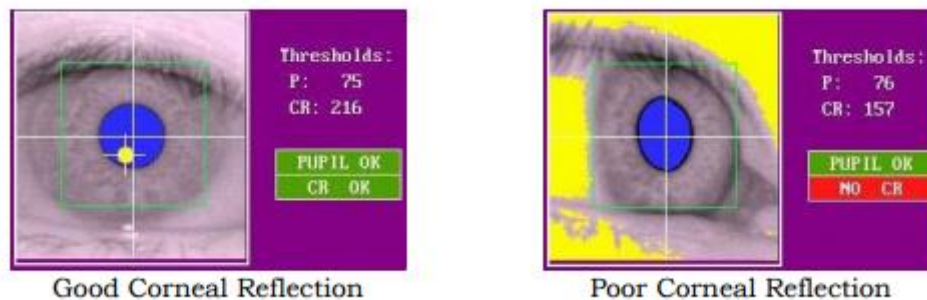 Thresholds:
P: 75
CR: 216
PUPIL OK
CR OK
Good Corneal Reflection
Thresholds:
P: 76
CR: 157
PUPIL OK
NO CR
Poor Corneal Reflection